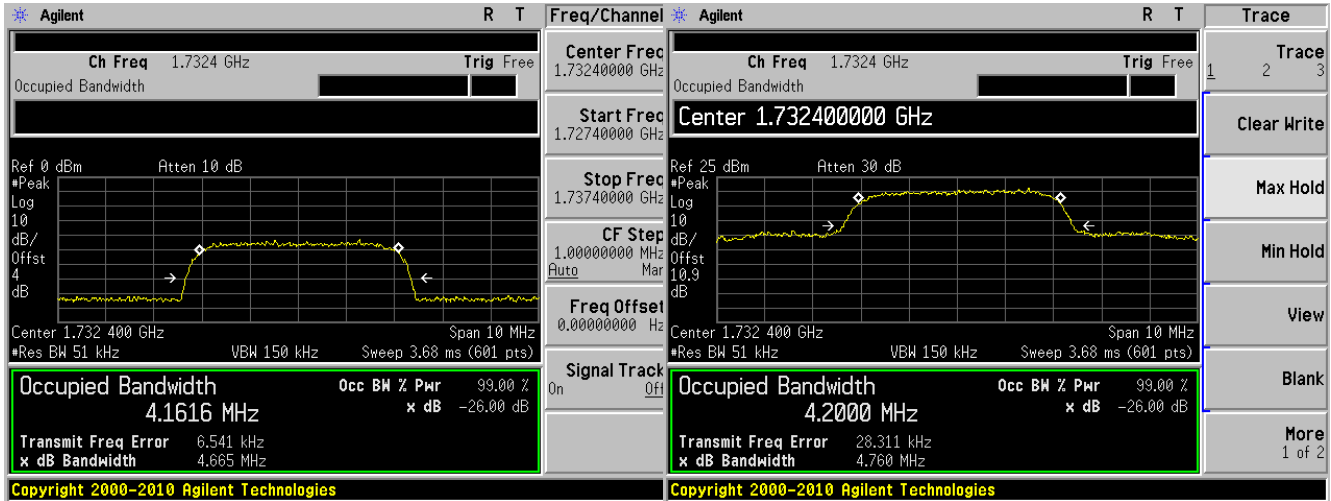 Agilent R T
Ch Freq 1.7324 GHz Trig Free
Occupied Bandwidth
Ref 0 dBm Atten 10 dB
#Peak
Log
10
dB/
Offst
4
dB
Center 1.732 400 GHz Span 10 MHz
#Res BW 51 kHz VBW 150 kHz Sweep 3.68 ms (601 pts)
Occupied Bandwidth Occ BW % Pwr 99.00 %
4.1616 MHz x dB -26.00 dB
Transmit Freq Error 6.541 kHz
x dB Bandwidth 4.665 MHz
Copyright 2000-2010 Agilent Technologies
Freq/Channel
Center Freq
1.73240000 GHz
Start Freq
1.72740000 GHz
Stop Freq
1.73740000 GHz
CF Step
1.00000000 MHz
Auto Man
Freq Offset
0.00000000 Hz
Signal Track
On Off
Agilent R T
Ch Freq 1.7324 GHz Trig Free
Occupied Bandwidth
Center 1.732400000 GHz
Ref 25 dBm Atten 30 dB
#Peak
Log
10
dB/
Offst
10.9
dB
Center 1.732 400 GHz Span 10 MHz
#Res BW 51 kHz VBW 150 kHz Sweep 3.68 ms (601 pts)
Occupied Bandwidth Occ BW % Pwr 99.00 %
4.2000 MHz x dB -26.00 dB
Transmit Freq Error 28.311 kHz
x dB Bandwidth 4.760 MHz
Copyright 2000-2010 Agilent Technologies
Trace
Trace
1 2 3
Clear Write
Max Hold
Min Hold
View
Blank
More
1 of 2